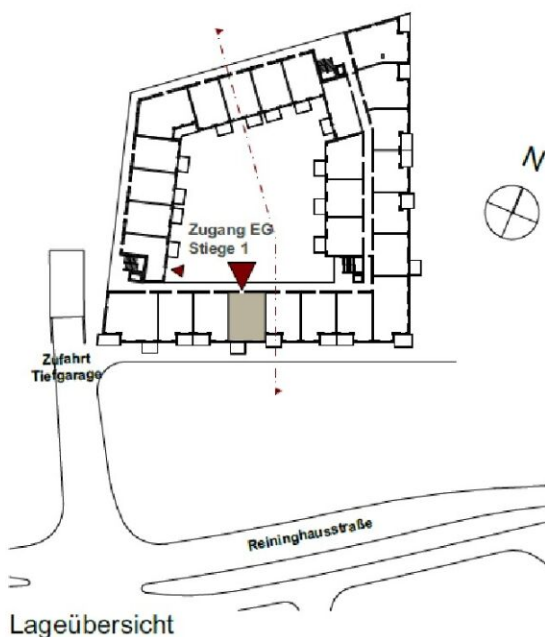 N
Zugang EG
Stiege 1
Zufahrt
Tiefgarage
Reininghausstraße
Lageübersicht